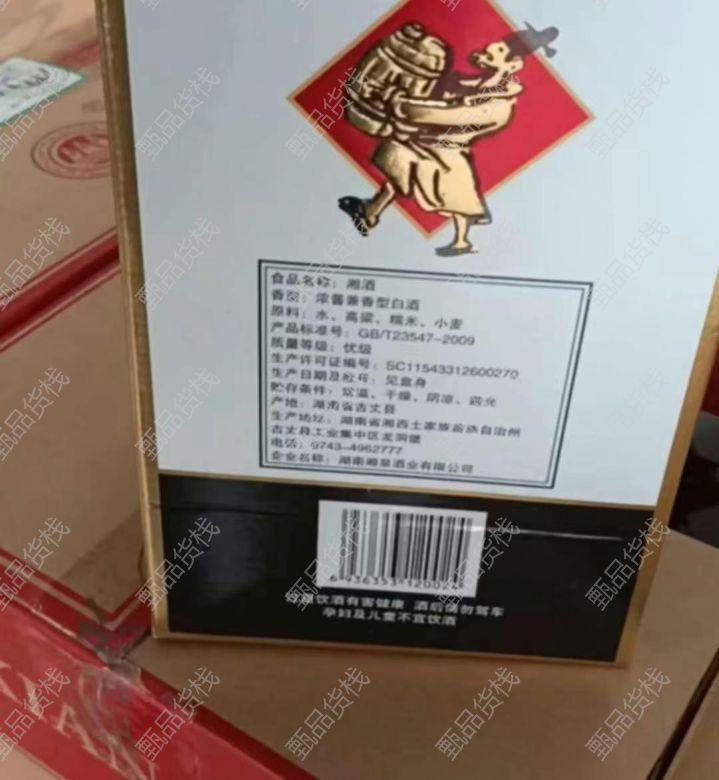 食品名称：湘酒
香型：浓酱兼香型白酒
原料：水、高粱、糯米、小麦
产品标准号：GB/T23547-2009
质量等级：优级
生产许可证编号：SC11543312600270
生产日期及批号：见盒身
贮存条件：常温、干燥、阴凉、避光
产地：湖南省古丈县
生产地址：湖南省湘西土家族苗族自治州
古丈县工业集中区龙洞堡
电话：0743-4962777
企业名称：湖南湘泉酒业有限公司
6 936353 120024
过量饮酒有害健康 酒后请勿驾车
孕妇及儿童不宜饮酒
甄品货栈